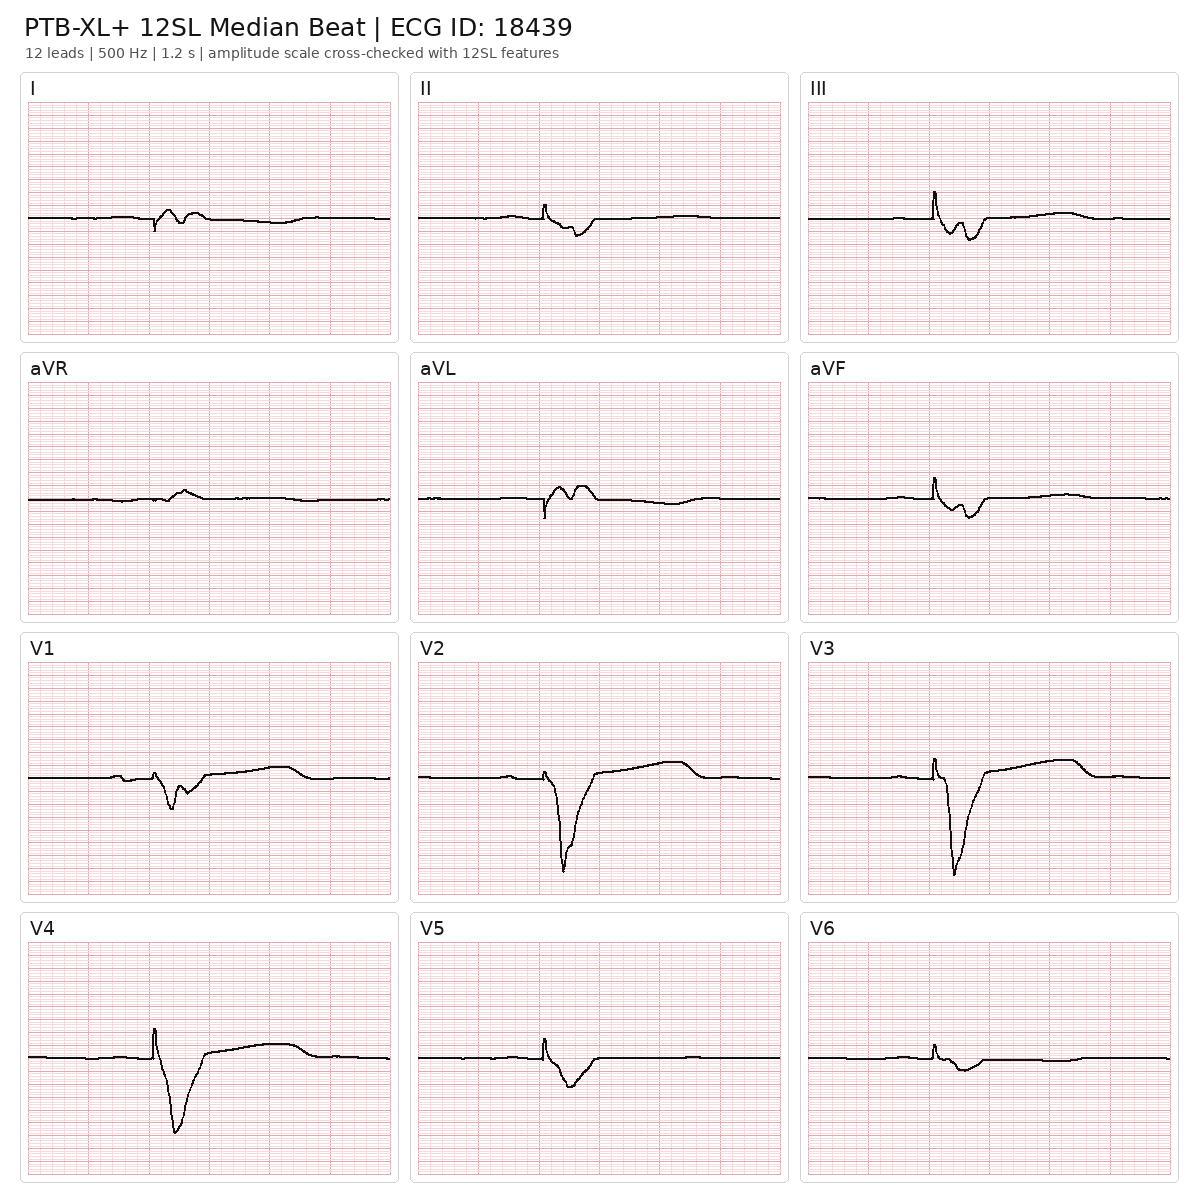 PTB-XL+ 12SL Median Beat | ECG ID: 18439
12 leads | 500 Hz | 1.2 s | amplitude scale cross-checked with 12SL features
I
II
III
aVR
aVL
aVF
V1
V2
V3
V4
V5
V6